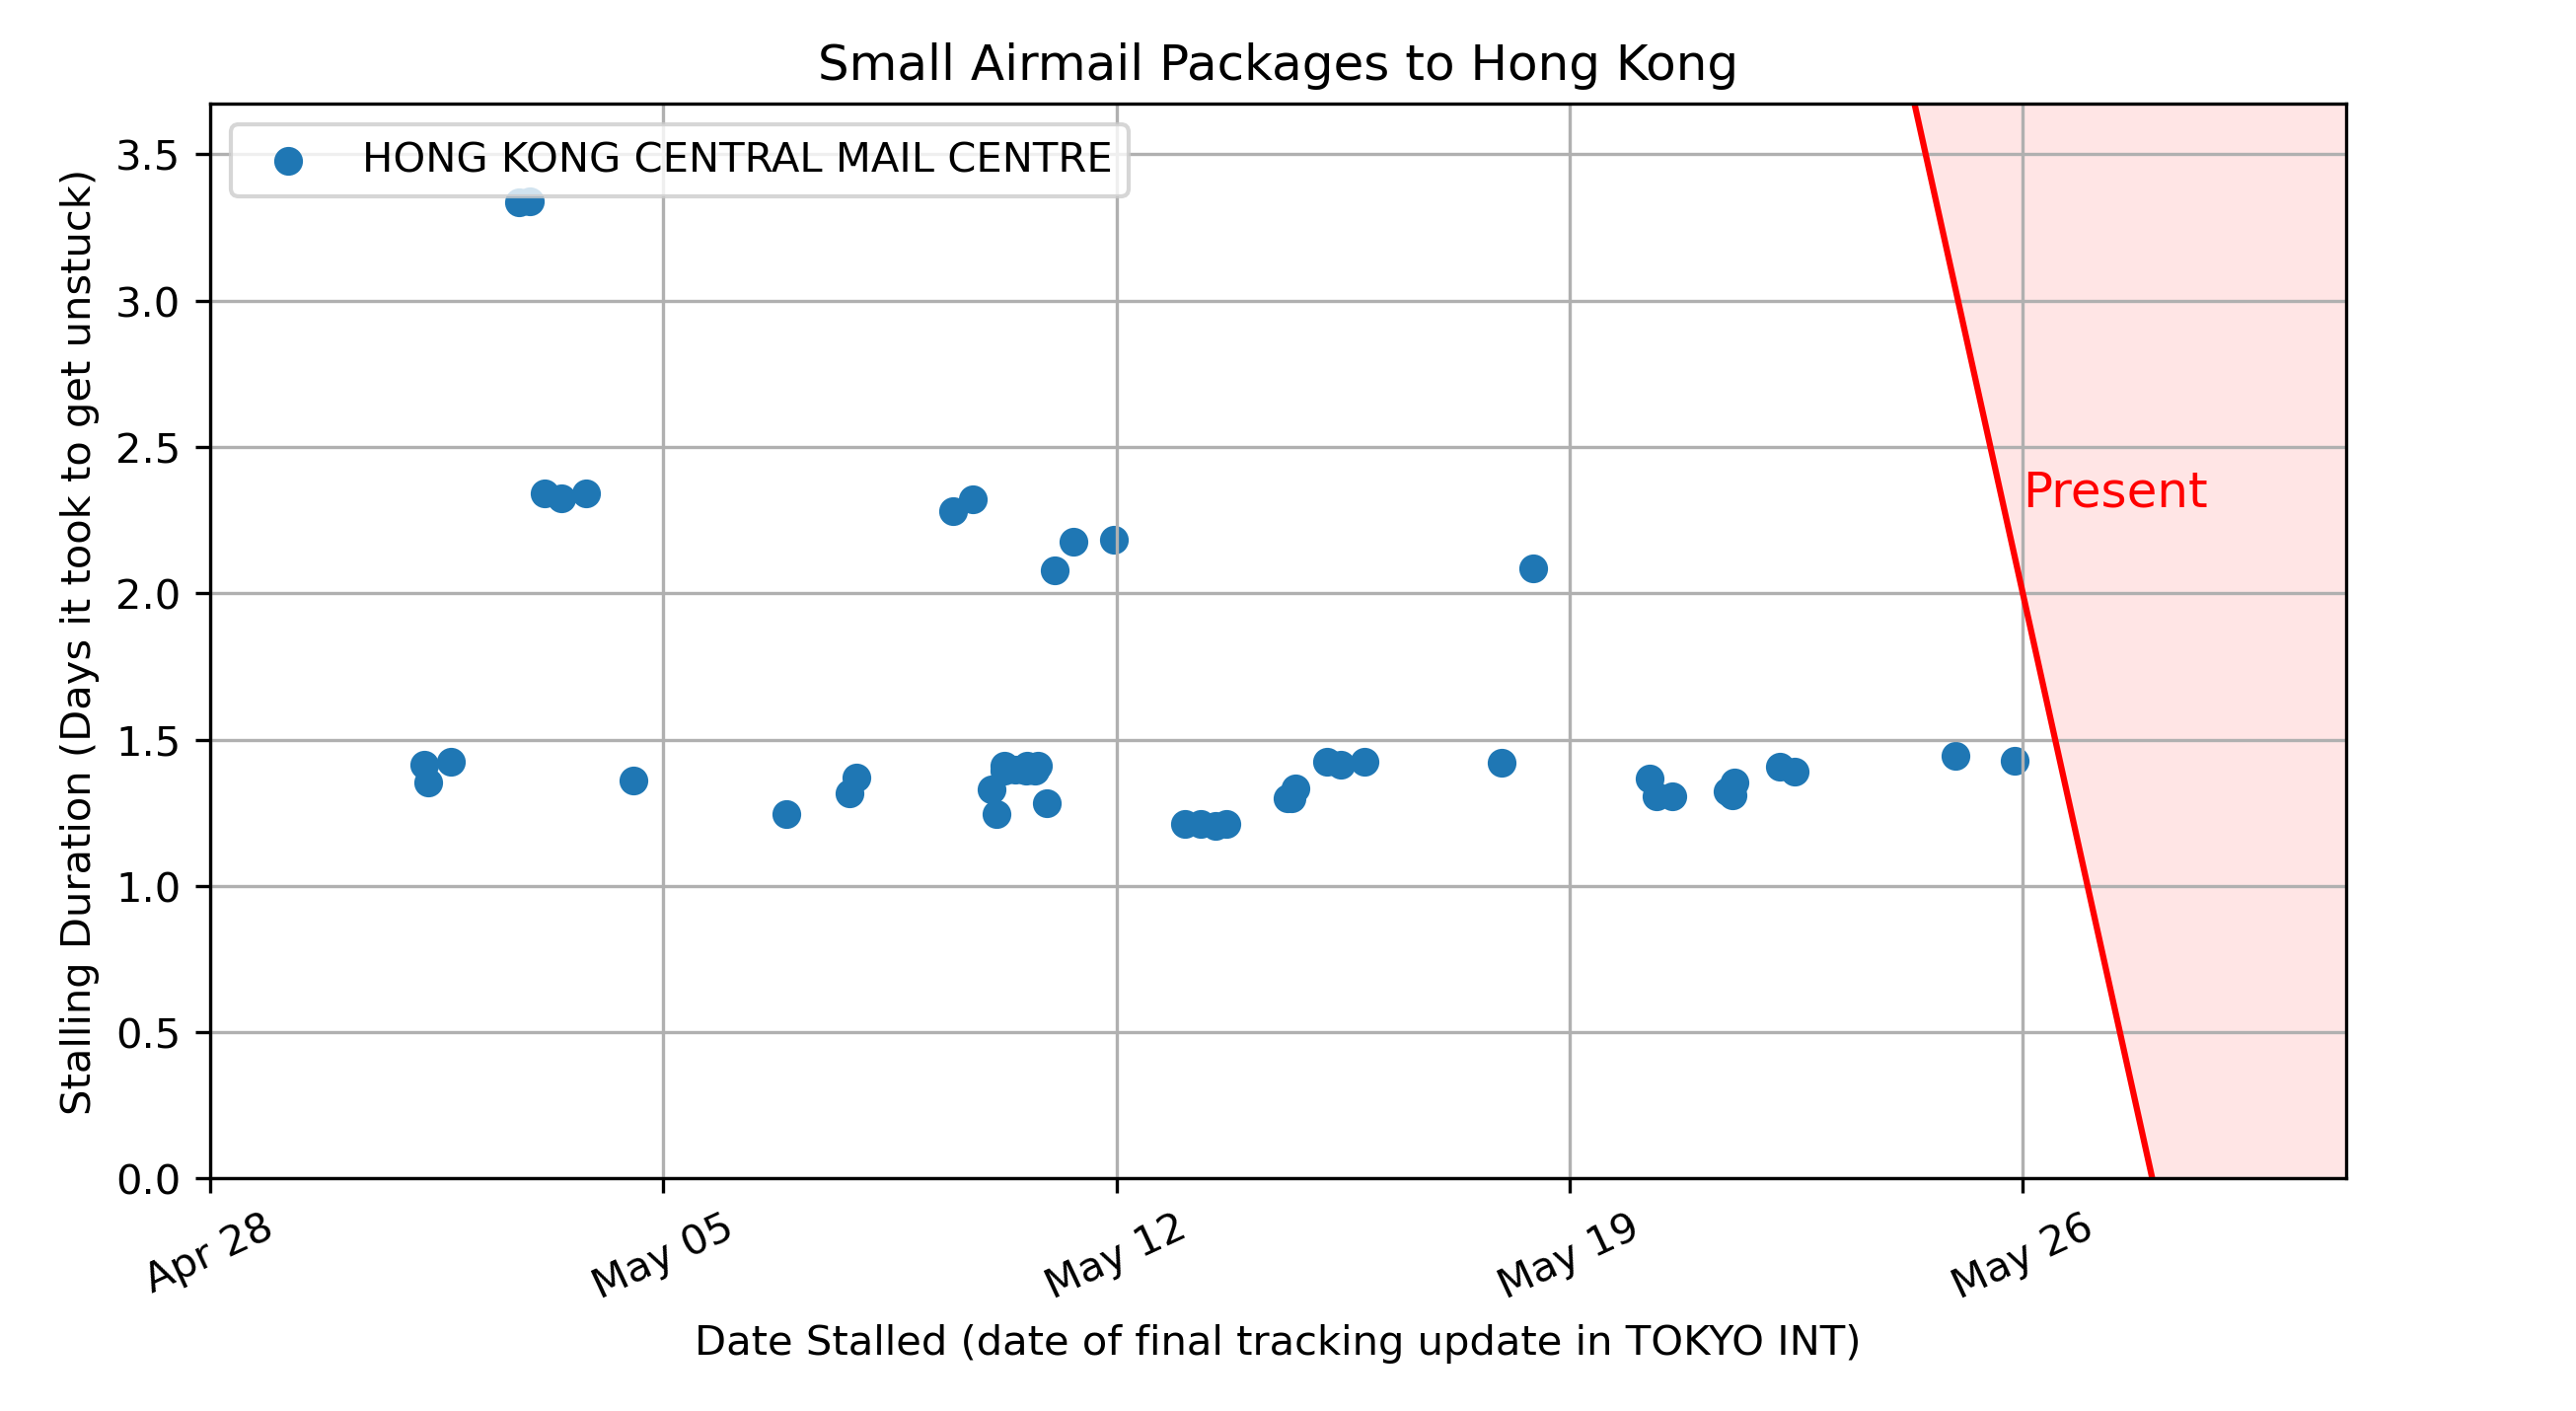 Small Airmail Packages to Hong Kong
HONG KONG CENTRAL MAIL CENTRE
Stalling Duration (Days it took to get unstuck)
3.5
3.0
2.5
2.0
1.5
1.0
0.5
0.0
Present
Apr 28
May 05
May 12
May 19
May 26
Date Stalled (date of final tracking update in TOKYO INT)